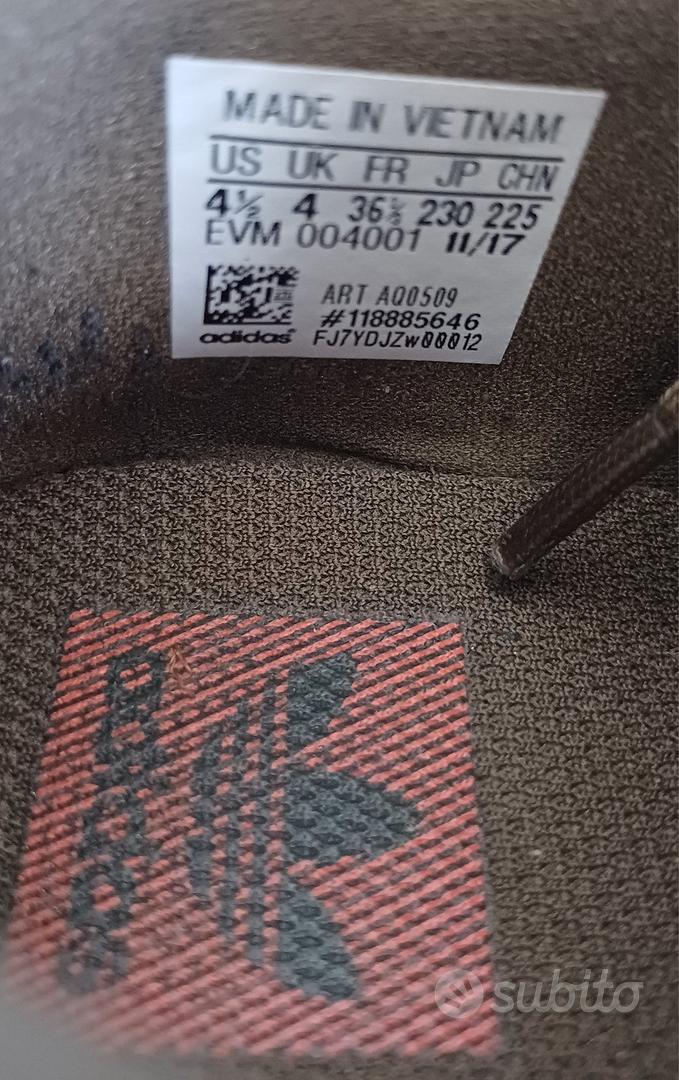 MADE IN VIETNAM
US UK FR JP CHN
4½ 4 36⅔ 230 225
EVM 004001 11/17
ART AQ0509
#118885646
adidas FJ7YDJZw00012
adidas
subito